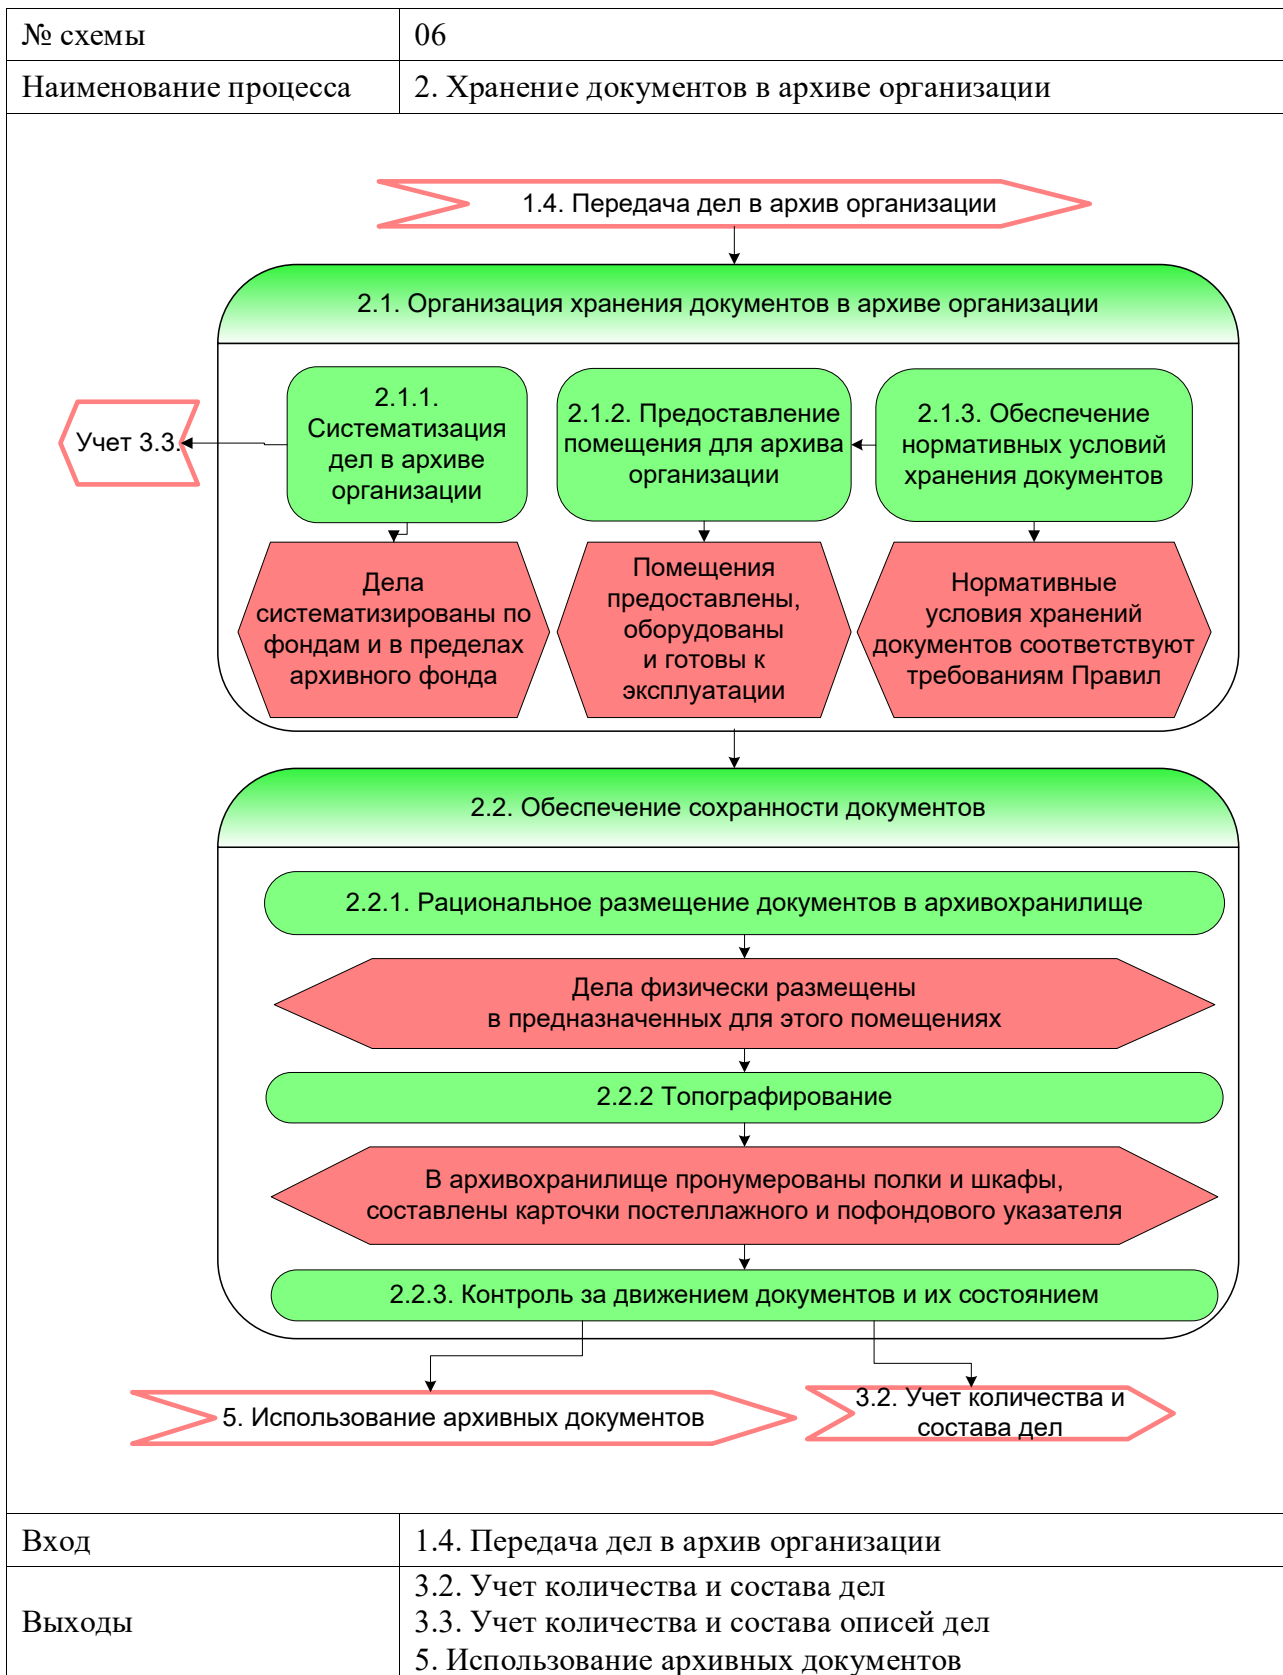 № схемы
06
Наименование процесса
2. Хранение документов в архиве организации
1.4. Передача дел в архив организации
2.1. Организация хранения документов в архиве организации
Учет 3.3.
2.1.1.
Систематизация
дел в архиве
организации
2.1.2. Предоставление
помещения для архива
организации
2.1.3. Обеспечение
нормативных условий
хранения документов
Дела
систематизированы по
фондам и в пределах
архивного фонда
Помещения
предоставлены,
оборудованы
и готовы к
эксплуатации
Нормативные
условия хранений
документов соответствуют
требованиям Правил
2.2. Обеспечение сохранности документов
2.2.1. Рациональное размещение документов в архивохранилище
Дела физически размещены
в предназначенных для этого помещениях
2.2.2 Топографирование
В архивохранилище пронумерованы полки и шкафы,
составлены карточки постеллажного и пофондового указателя
2.2.3. Контроль за движением документов и их состоянием
5. Использование архивных документов
3.2. Учет количества и
состава дел
Вход
1.4. Передача дел в архив организации
Выходы
3.2. Учет количества и состава дел
3.3. Учет количества и состава описей дел
5. Использование архивных документов